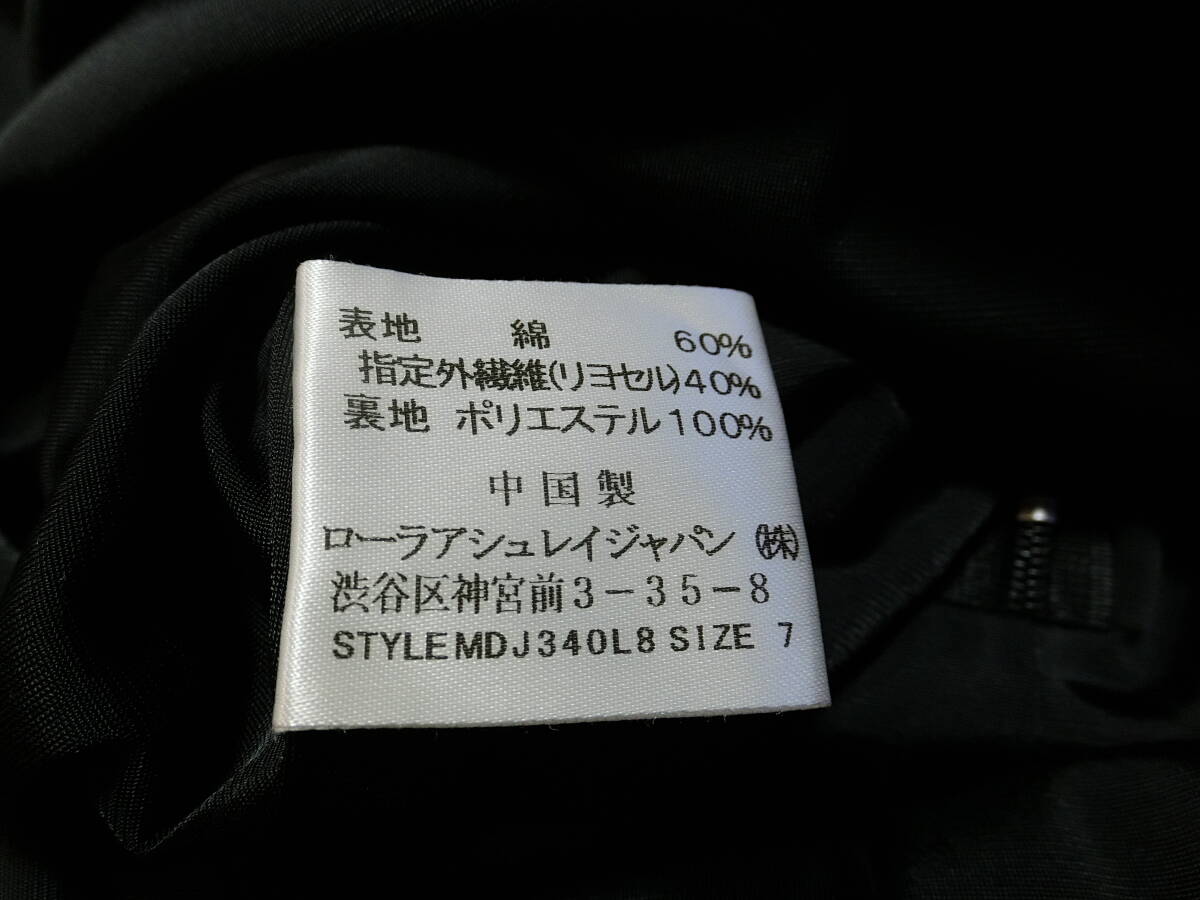 表地 綿 60%
指定外繊維(リヨセル)40%
裏地 ポリエステル100%
中国製
ローラアシュレイジャパン ㈱
渋谷区神宮前3-35-8
STYLEMDJ340L8 SIZE 7